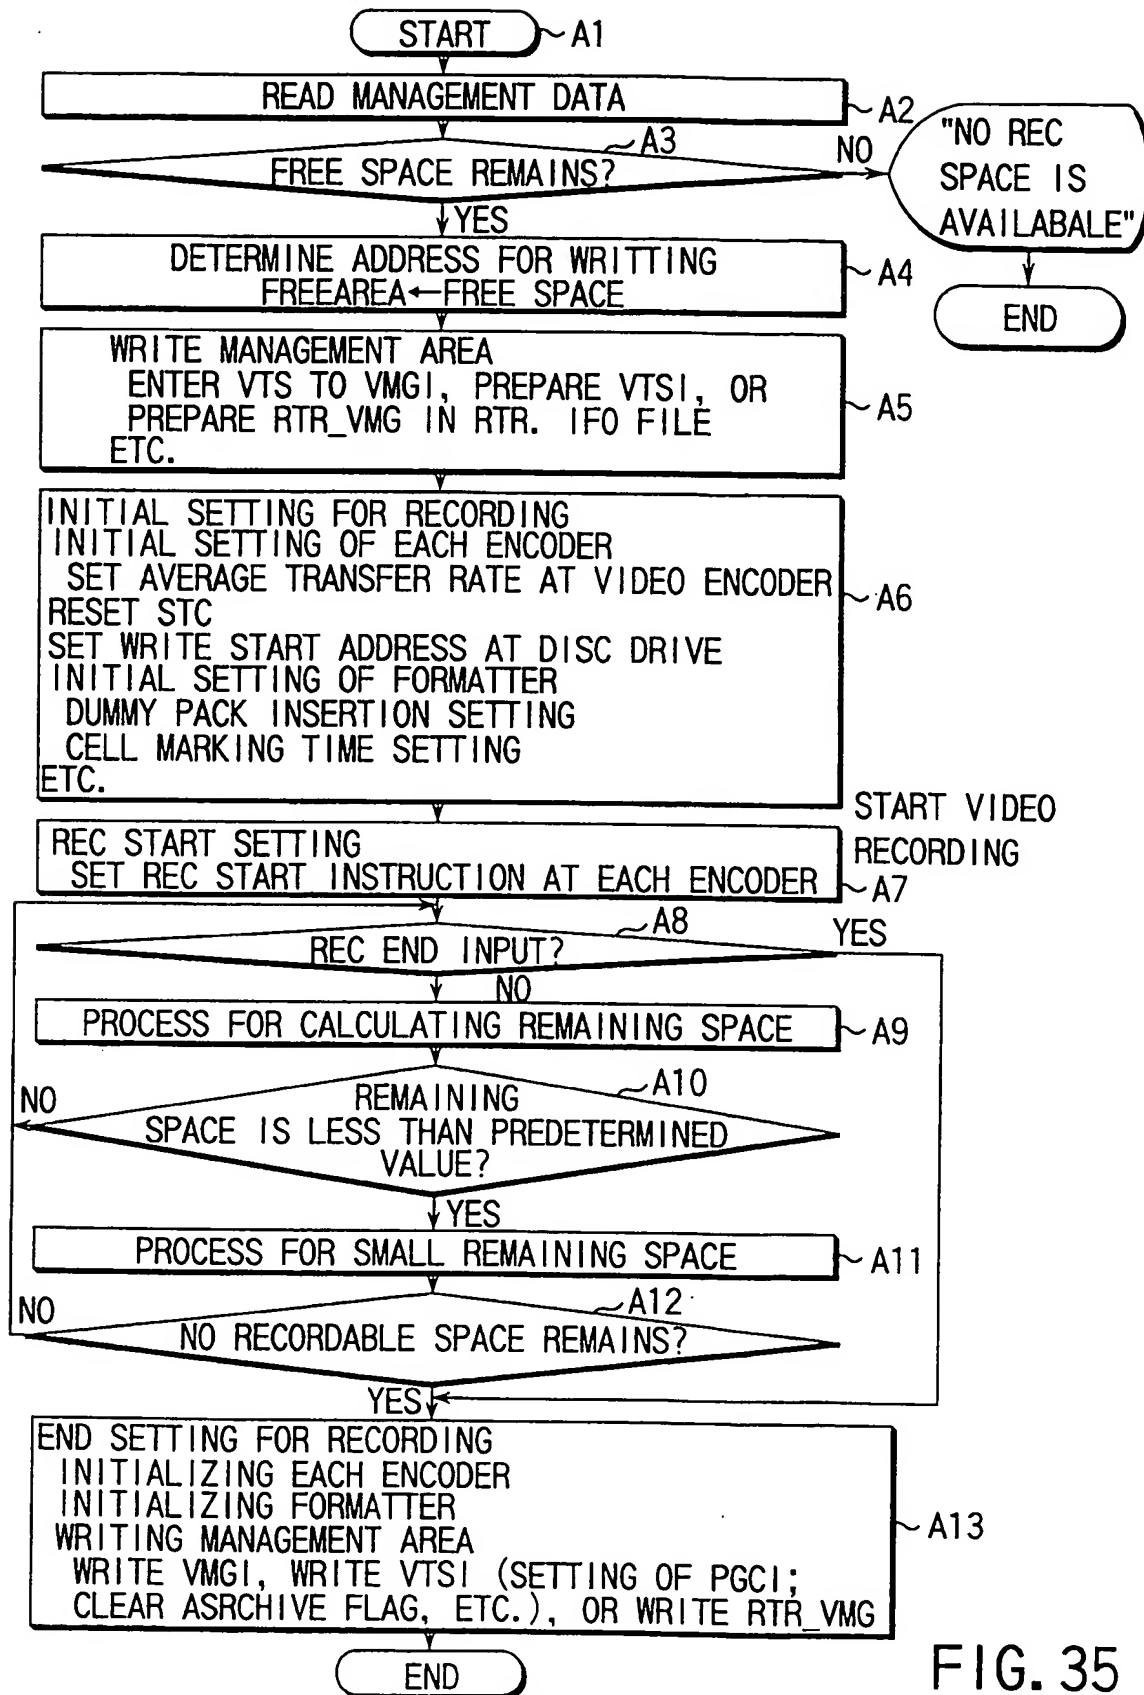 START
A1
READ MANAGEMENT DATA
A2
A3
FREE SPACE REMAINS?
NO
"NO REC
SPACE IS
AVAILABALE"
END
YES
DETERMINE ADDRESS FOR WRITTING
FREEAREA←FREE SPACE
A4
WRITE MANAGEMENT AREA
ENTER VTS TO VMGI, PREPARE VTSI, OR
PREPARE RTR_VMG IN RTR. IFO FILE
ETC.
A5
INITIAL SETTING FOR RECORDING
INITIAL SETTING OF EACH ENCODER
SET AVERAGE TRANSFER RATE AT VIDEO ENCODER
RESET STC
SET WRITE START ADDRESS AT DISC DRIVE
INITIAL SETTING OF FORMATTER
DUMMY PACK INSERTION SETTING
CELL MARKING TIME SETTING
ETC.
A6
START VIDEO
RECORDING
REC START SETTING
SET REC START INSTRUCTION AT EACH ENCODER
A7
A8
REC END INPUT?
YES
NO
PROCESS FOR CALCULATING REMAINING SPACE
A9
A10
NO
REMAINING
SPACE IS LESS THAN PREDETERMINED
VALUE?
YES
PROCESS FOR SMALL REMAINING SPACE
A11
A12
NO
NO RECORDABLE SPACE REMAINS?
YES
END SETTING FOR RECORDING
INITIALIZING EACH ENCODER
INITIALIZING FORMATTER
WRITING MANAGEMENT AREA
WRITE VMGI, WRITE VTSI (SETTING OF PGCI;
CLEAR ASRCHIVE FLAG, ETC.), OR WRITE RTR_VMG
A13
END
FIG. 35